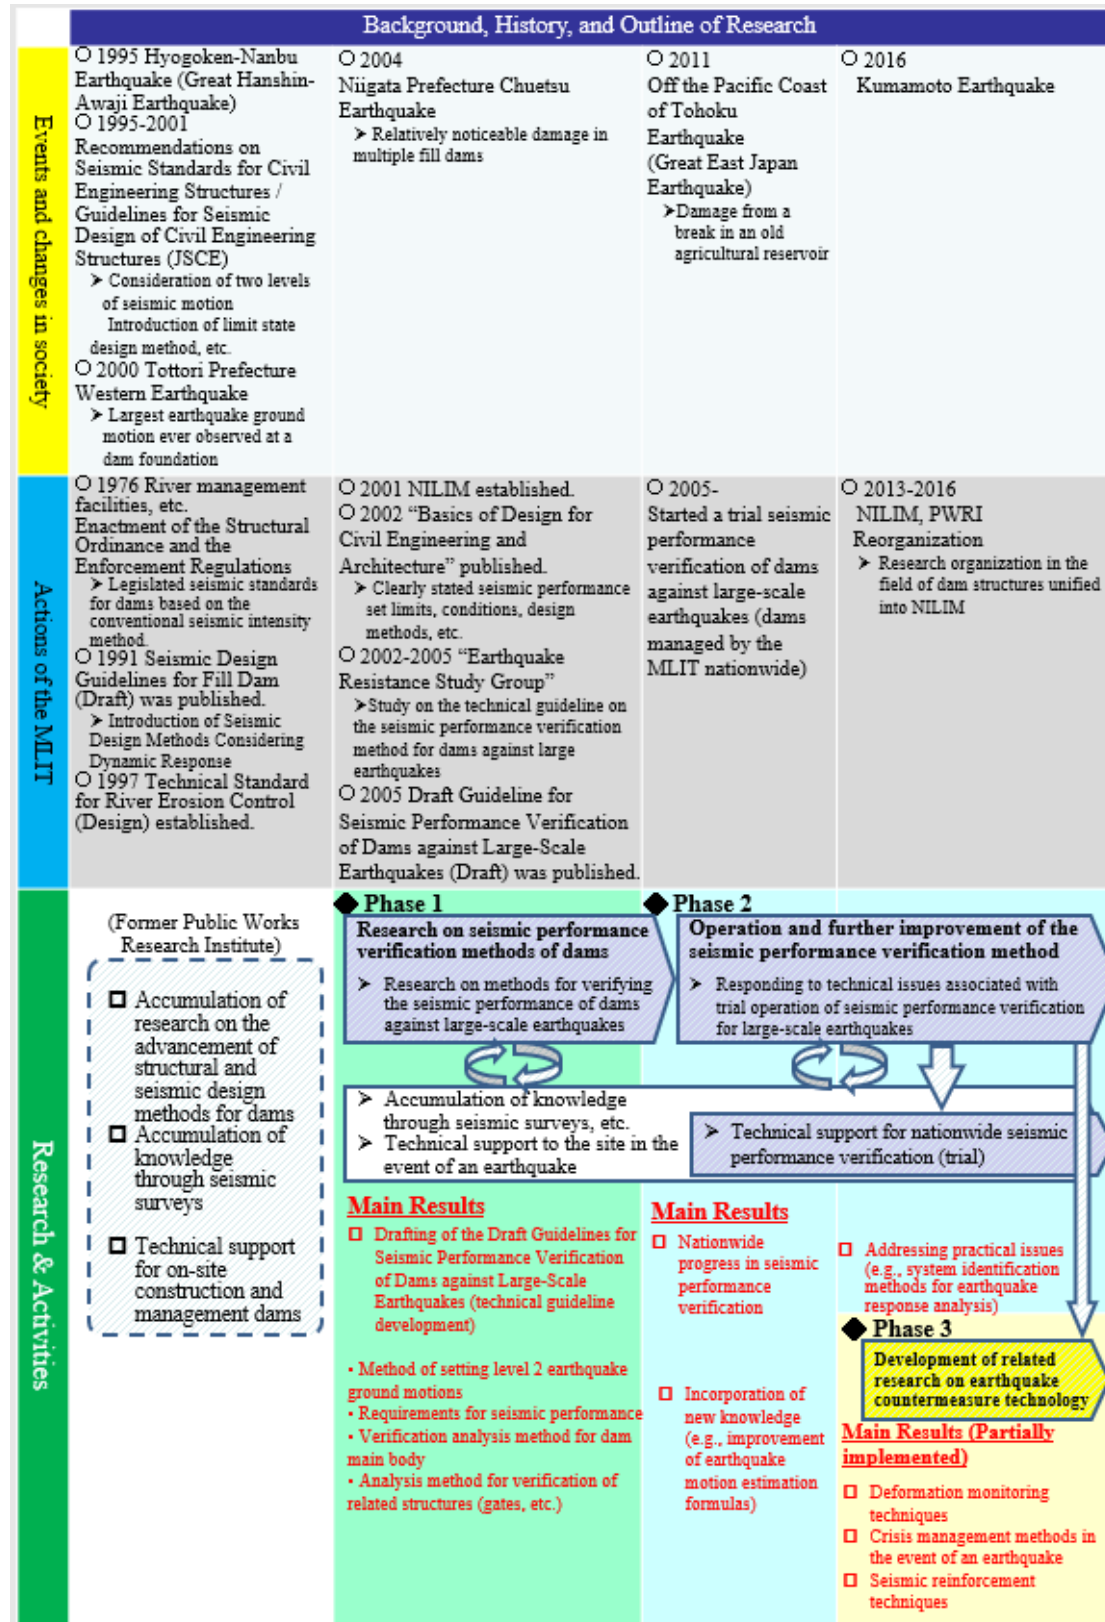 Background, History, and Outline of Research
Events and changes in society
○ 1995 Hyogoken-Nanbu
Earthquake (Great Hanshin-
Awaji Earthquake)
○ 1995-2001
Recommendations on
Seismic Standards for Civil
Engineering Structures /
Guidelines for Seismic
Design of Civil Engineering
Structures (JSCE)
➤ Consideration of two levels
of seismic motion
Introduction of limit state
design method, etc.
○ 2000 Tottori Prefecture
Western Earthquake
➤ Largest earthquake ground
motion ever observed at a
dam foundation
○ 2004
Niigata Prefecture Chuetsu
Earthquake
➤ Relatively noticeable damage in
multiple fill dams
○ 2011
Off the Pacific Coast
of Tohoku
Earthquake
(Great East Japan
Earthquake)
➤Damage from a
break in an old
agricultural reservoir
○ 2016
Kumamoto Earthquake
Actions of the MLIT
○ 1976 River management
facilities, etc.
Enactment of the Structural
Ordinance and the
Enforcement Regulations
➤ Legislated seismic standards
for dams based on the
conventional seismic intensity
method.
○ 1991 Seismic Design
Guidelines for Fill Dam
(Draft) was published.
➤ Introduction of Seismic
Design Methods Considering
Dynamic Response
○ 1997 Technical Standard
for River Erosion Control
(Design) established.
○ 2001 NILIM established.
○ 2002 “Basics of Design for
Civil Engineering and
Architecture” published.
➤ Clearly stated seismic performance
set limits, conditions, design
methods, etc.
○ 2002-2005 “Earthquake
Resistance Study Group”
➤Study on the technical guideline on
the seismic performance verification
method for dams against large
earthquakes
○ 2005 Draft Guideline for
Seismic Performance Verification
of Dams against Large-Scale
Earthquakes (Draft) was published.
○ 2005-
Started a trial seismic
performance
verification of dams
against large-scale
earthquakes (dams
managed by the
MLIT nationwide)
○ 2013-2016
NILIM, PWRI
Reorganization
➤ Research organization in the
field of dam structures unified
into NILIM
Research & Activities
(Former Public Works
Research Institute)
❑ Accumulation of
research on the
advancement of
structural and
seismic design
methods for dams
❑ Accumulation of
knowledge
through seismic
surveys
❑ Technical support
for on-site
construction and
management dams
◆ Phase 1
Research on seismic performance
verification methods of dams
➤ Research on methods for verifying
the seismic performance of dams
against large-scale earthquakes
◆ Phase 2
Operation and further improvement of the
seismic performance verification method
➤ Responding to technical issues associated with
trial operation of seismic performance verification
for large-scale earthquakes
➤ Accumulation of knowledge
through seismic surveys, etc.
➤ Technical support to the site in the
event of an earthquake
➤ Technical support for nationwide seismic
performance verification (trial)
Main Results
❑ Drafting of the Draft Guidelines for
Seismic Performance Verification
of Dams against Large-Scale
Earthquakes (technical guideline
development)
• Method of setting level 2 earthquake
ground motions
• Requirements for seismic performance
• Verification analysis method for dam
main body
• Analysis method for verification of
related structures (gates, etc.)
Main Results
❑ Nationwide
progress in seismic
performance
verification
❑ Incorporation of
new knowledge
(e.g., improvement
of earthquake
motion estimation
formulas)
❑ Addressing practical issues
(e.g., system identification
methods for earthquake
response analysis)
◆ Phase 3
Development of related
research on earthquake
countermeasure technology
Main Results (Partially
implemented)
❑ Deformation monitoring
techniques
❑ Crisis management methods in
the event of an earthquake
❑ Seismic reinforcement
techniques